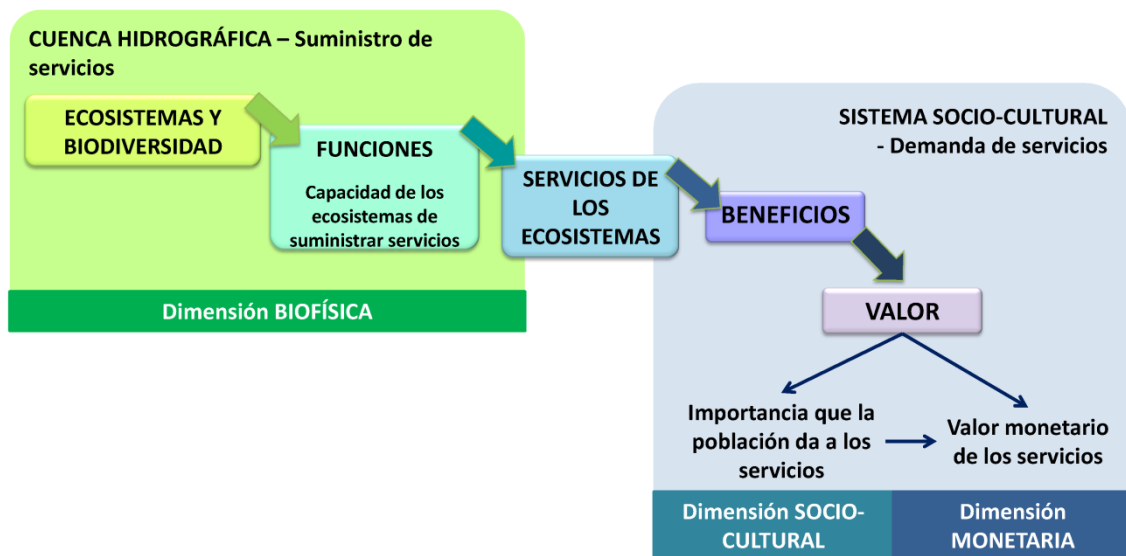 CUENCA HIDROGRÁFICA – Suministro de
servicios
ECOSISTEMAS Y
BIODIVERSIDAD
FUNCIONES
Capacidad de los
ecosistemas de
suministrar servicios
SERVICIOS DE
LOS
ECOSISTEMAS
Dimensión BIOFÍSICA
SISTEMA SOCIO-CULTURAL
- Demanda de servicios
BENEFICIOS
VALOR
Importancia que la
población da a los
servicios
Valor monetario
de los servicios
Dimensión SOCIO-
CULTURAL
Dimensión
MONETARIA